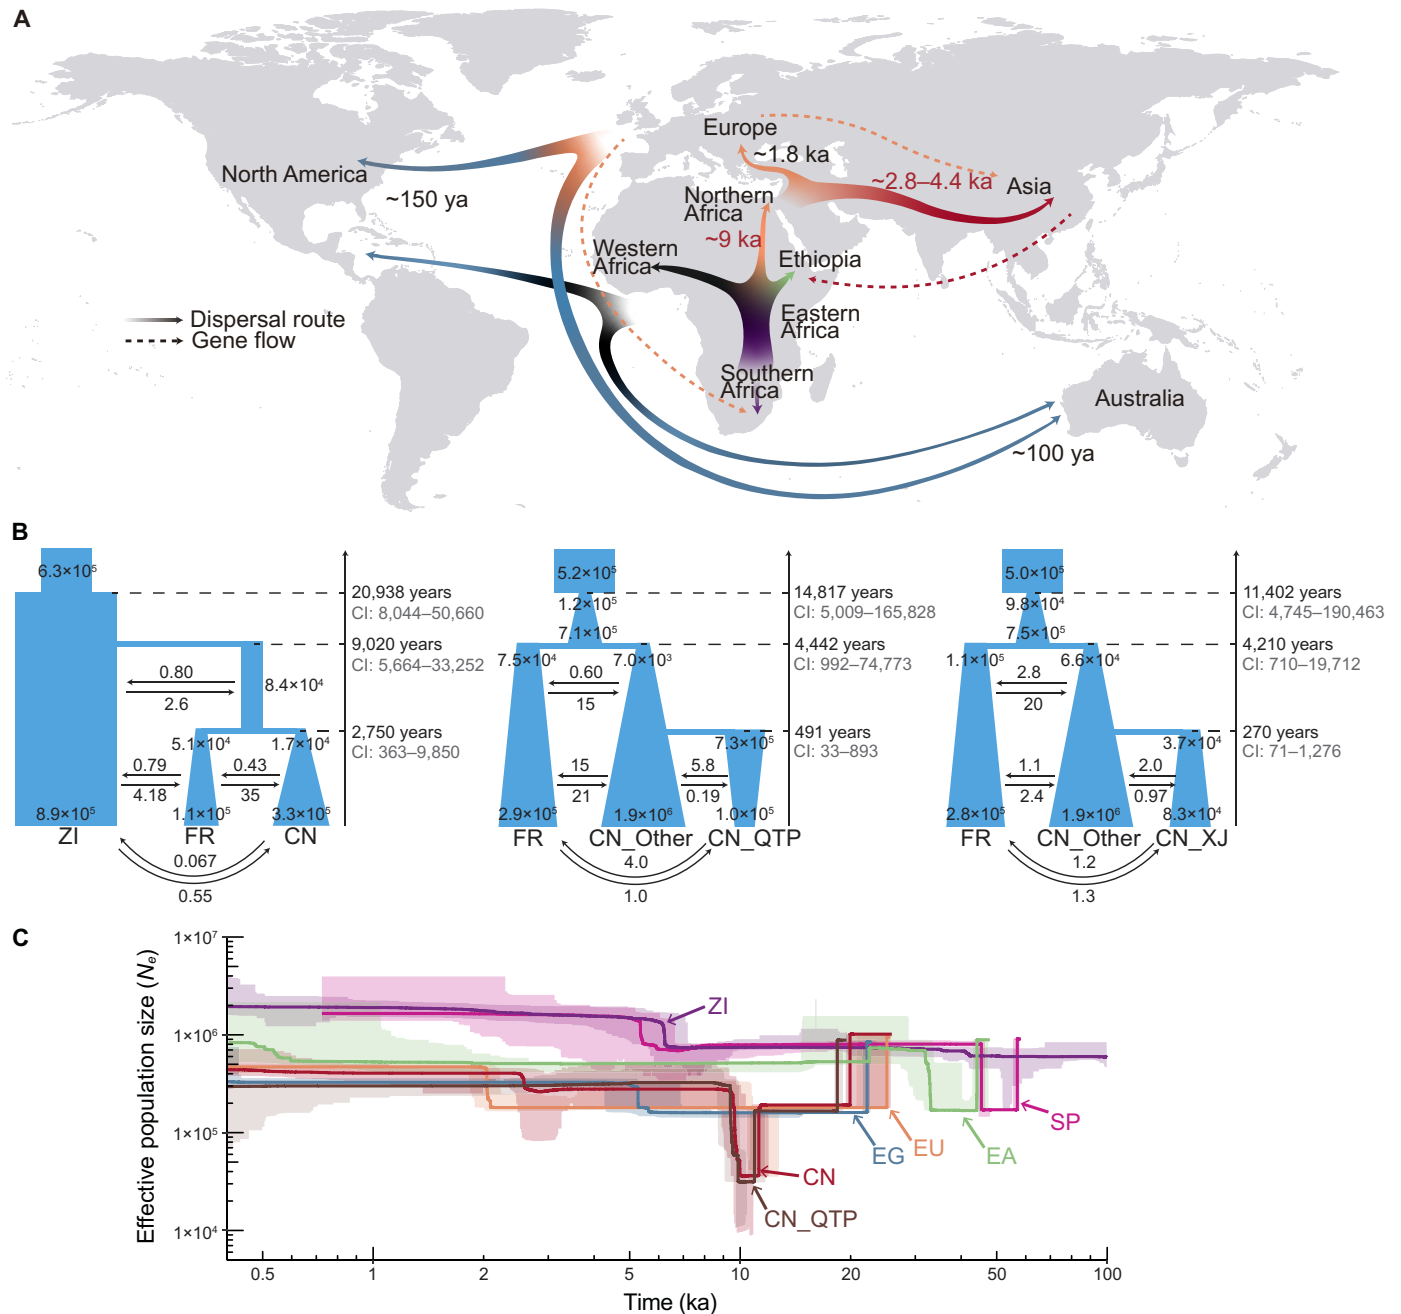 A
Europe
~1.8 ka
North America
~2.8–4.4 ka
Asia
~150 ya
Northern
Africa
~9 ka
Western
Africa
Ethiopia
Eastern
Africa
Dispersal route
Gene flow
Southern
Africa
Australia
~100 ya
B
6.3×10⁵
20,938 years
CI: 8,044–50,660
9,020 years
CI: 5,664–33,252
0.80
2.6
8.4×10⁴
2,750 years
CI: 363–9,850
5.1×10⁴
1.7×10⁴
0.79
4.18
0.43
35
8.9×10⁵
1.1×10⁵
3.3×10⁵
ZI
FR
CN
0.067
0.55
5.2×10⁵
14,817 years
CI: 5,009–165,828
1.2×10⁵
7.1×10⁵
4,442 years
CI: 992–74,773
7.5×10⁴
7.0×10³
0.60
15
491 years
CI: 33–893
7.3×10⁵
15
21
5.8
0.19
2.9×10⁵
1.9×10⁶
1.0×10⁵
FR
CN_Other
CN_QTP
4.0
1.0
5.0×10⁵
11,402 years
CI: 4,745–190,463
9.8×10⁴
7.5×10⁵
4,210 years
CI: 710–19,712
1.1×10⁵
6.6×10⁴
2.8
20
270 years
CI: 71–1,276
3.7×10⁴
1.1
2.4
2.0
0.97
2.8×10⁵
1.9×10⁶
8.3×10⁴
FR
CN_Other
CN_XJ
1.2
1.3
C
Effective population size (Nₑ)
1×10⁷
1×10⁶
1×10⁵
1×10⁴
ZI
SP
EA
EU
EG
CN
CN_QTP
0.5
1
2
5
10
20
50
100
Time (ka)